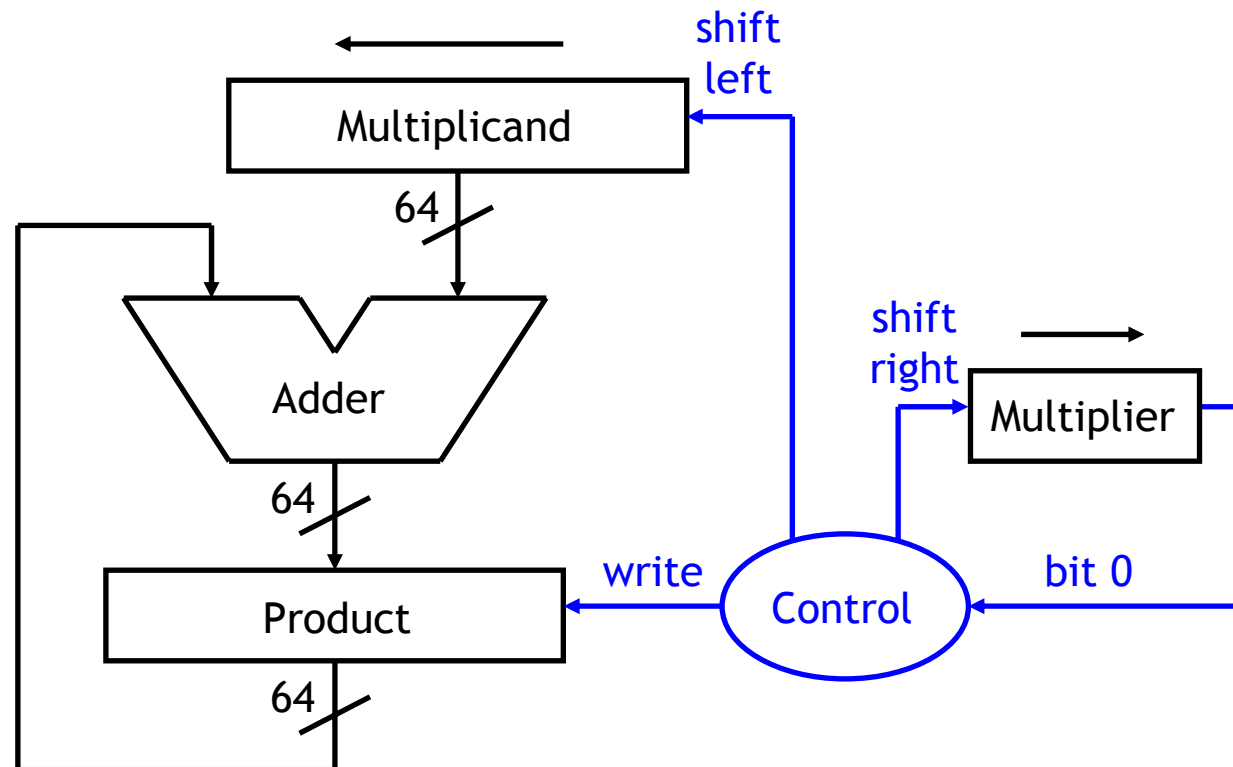 shift
left
Multiplicand
64
shift
right
Adder
Multiplier
64
write
bit 0
Control
Product
64